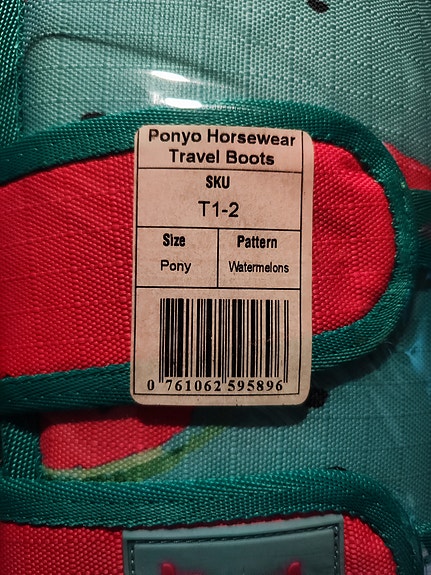 Ponyo Horsewear
Travel Boots
SKU
T1-2
Size
Pattern
Pony
Watermelons
0 761062 595896